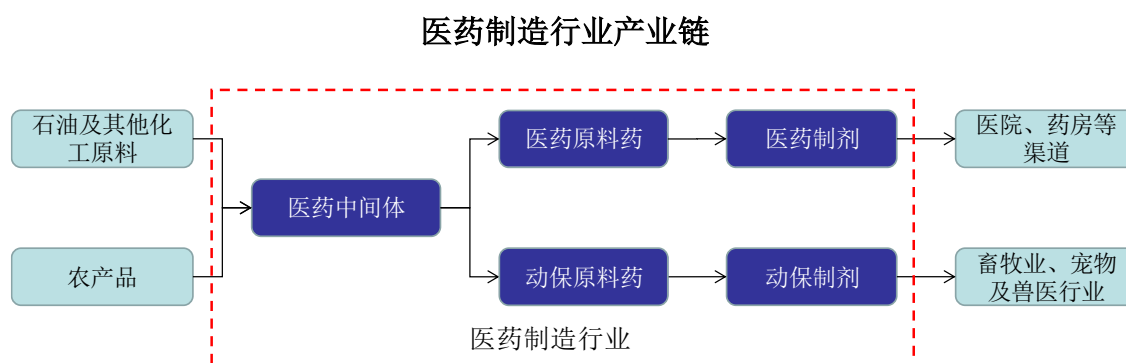 医药制造行业产业链
石油及其他化
工原料
医药原料药
医药制剂
医院、药房等
渠道
医药中间体
农产品
动保原料药
动保制剂
畜牧业、宠物
及兽医行业
医药制造行业